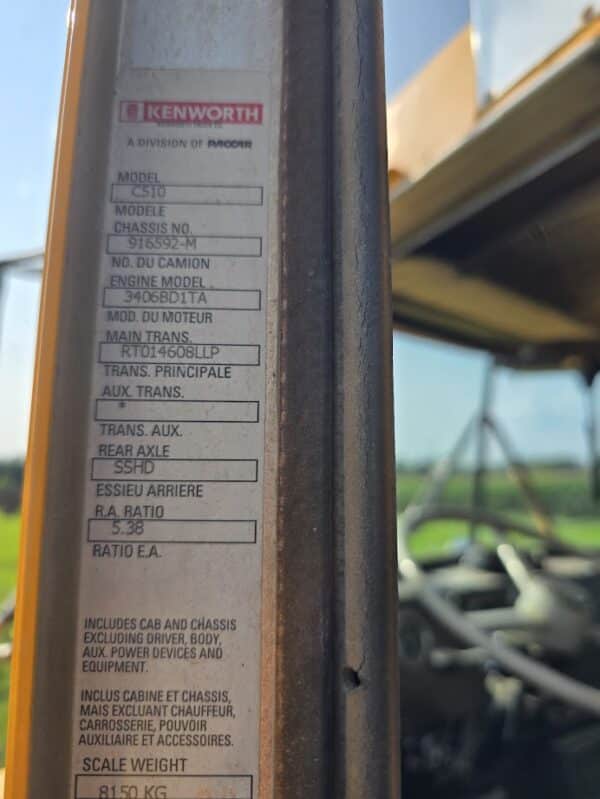 KENWORTH
A DIVISION OF PACCAR
MODEL
C510
MODELE
CHASSIS NO.
916592-M
NO. DU CAMION
ENGINE MODEL
3406BD1TA
MOD. DU MOTEUR
MAIN TRANS.
RTO14608LLP
TRANS. PRINCIPALE
AUX. TRANS.
*
TRANS. AUX.
REAR AXLE
SSHD
ESSIEU ARRIERE
R.A. RATIO
5.38
RATIO E.A.
INCLUDES CAB AND CHASSIS
EXCLUDING DRIVER, BODY,
AUX. POWER DEVICES AND
EQUIPMENT.
INCLUS CABINE ET CHASSIS,
MAIS EXCLUANT CHAUFFEUR,
CARROSSERIE, POUVOIR
AUXILIAIRE ET ACCESSOIRES.
SCALE WEIGHT
8150 KG